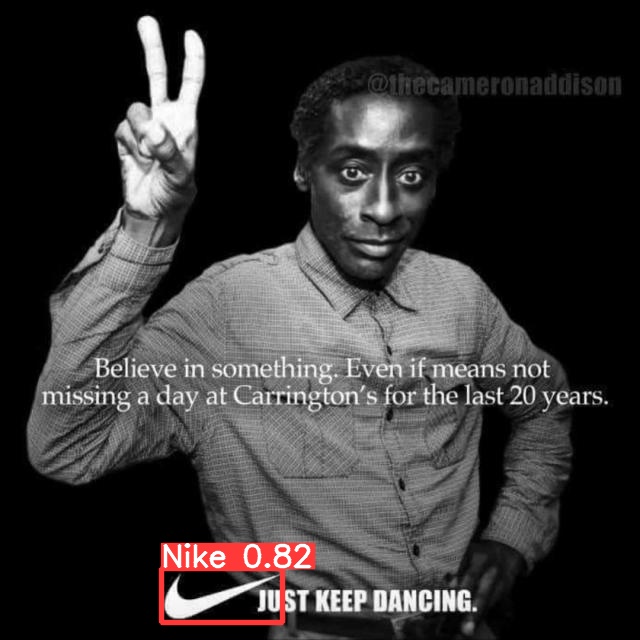 @thecameronaddison
Believe in something. Even if means not
missing a day at Carrington's for the last 20 years.
Nike 0.82
JUST KEEP DANCING.